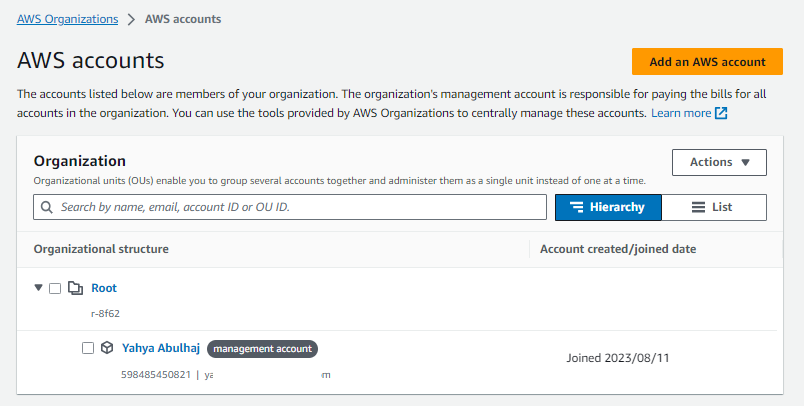 AWS Organizations > AWS accounts
AWS accounts
Add an AWS account
The accounts listed below are members of your organization. The organization's management account is responsible for paying the bills for all
accounts in the organization. You can use the tools provided by AWS Organizations to centrally manage these accounts. Learn more
Organization
Actions
Organizational units (OUs) enable you to group several accounts together and administer them as a single unit instead of one at a time.
Search by name, email, account ID or OU ID.
Hierarchy
List
Organizational structure
Account created/joined date
Root
r-8f62
Yahya Abulhaj management account
Joined 2023/08/11
598485450821 |